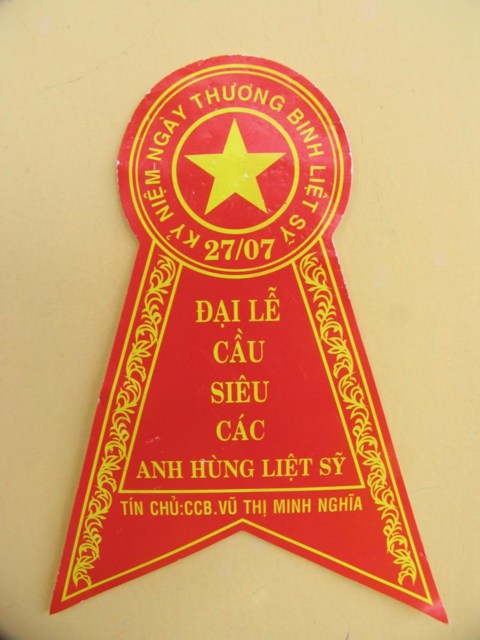 KỶ NIỆM NGÀY THƯƠNG BINH LIỆT SỸ
27/07
ĐẠI LỄ
CẦU
SIÊU
CÁC
ANH HÙNG LIỆT SỸ
TÍN CHỦ:CCB.VŨ THỊ MINH NGHĨA